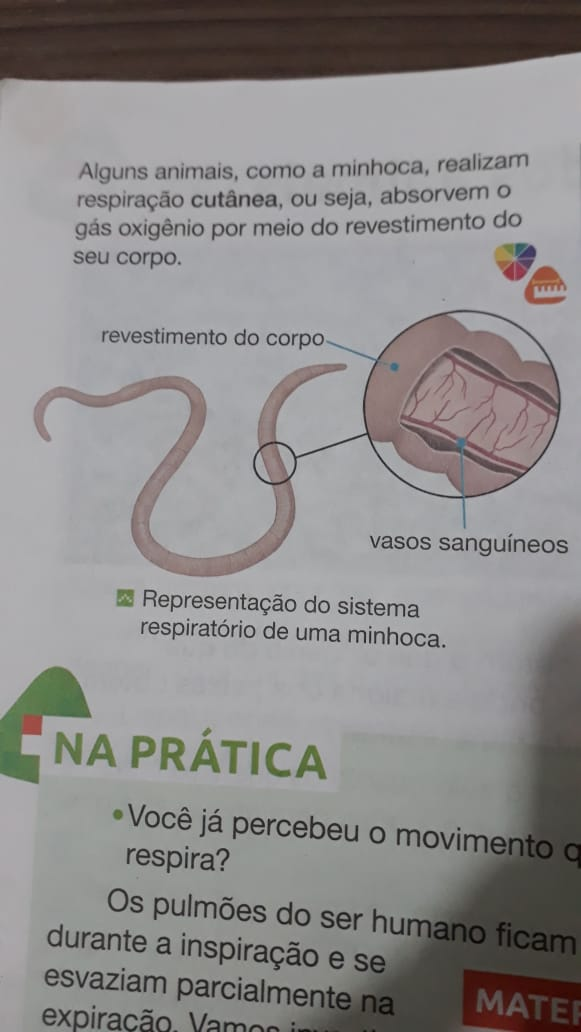 Alguns animais, como a minhoca, realizam
respiração cutânea, ou seja, absorvem o
gás oxigênio por meio do revestimento do
seu corpo.
revestimento do corpo
vasos sanguíneos
Representação do sistema
respiratório de uma minhoca.
NA PRÁTICA
•Você já percebeu o movimento
respira?
Os pulmões do ser humano ficam
durante a inspiração e se
esvaziam parcialmente na
expiração. Vamos